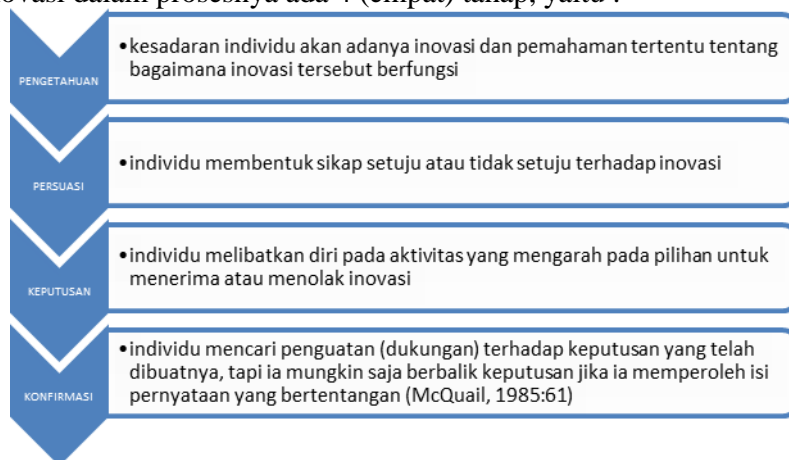 ovasi dalam prosesnya ada 4 (empat) tahap, yaitu :
PENGETAHUAN
•kesadaran individu akan adanya inovasi dan pemahaman tertentu tentang
bagaimana inovasi tersebut berfungsi
PERSUASI
•individu membentuk sikap setuju atau tidak setuju terhadap inovasi
KEPUTUSAN
•individu melibatkan diri pada aktivitas yang mengarah pada pilihan untuk
menerima atau menolak inovasi
KONFIRMASI
•individu mencari penguatan (dukungan) terhadap keputusan yang telah
dibuatnya, tapi ia mungkin saja berbalik keputusan jika ia memperoleh isi
pernyataan yang bertentangan (McQuail, 1985:61)